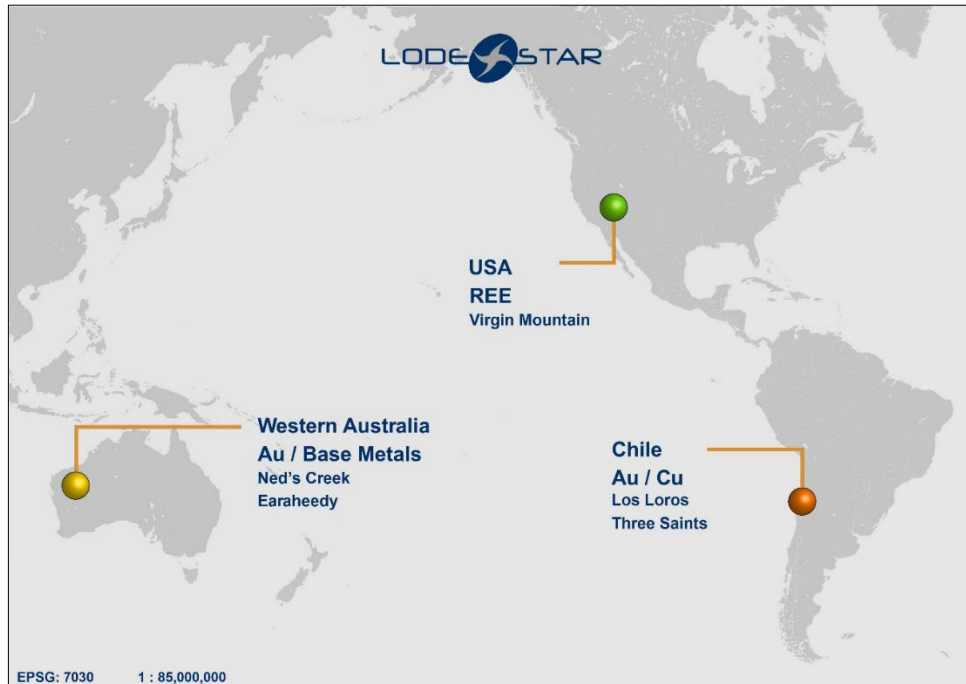 LODE STAR
USA
REE
Virgin Mountain
Western Australia
Au / Base Metals
Ned's Creek
Earaheedy
Chile
Au / Cu
Los Loros
Three Saints
EPSG: 7030 1 : 85,000,000